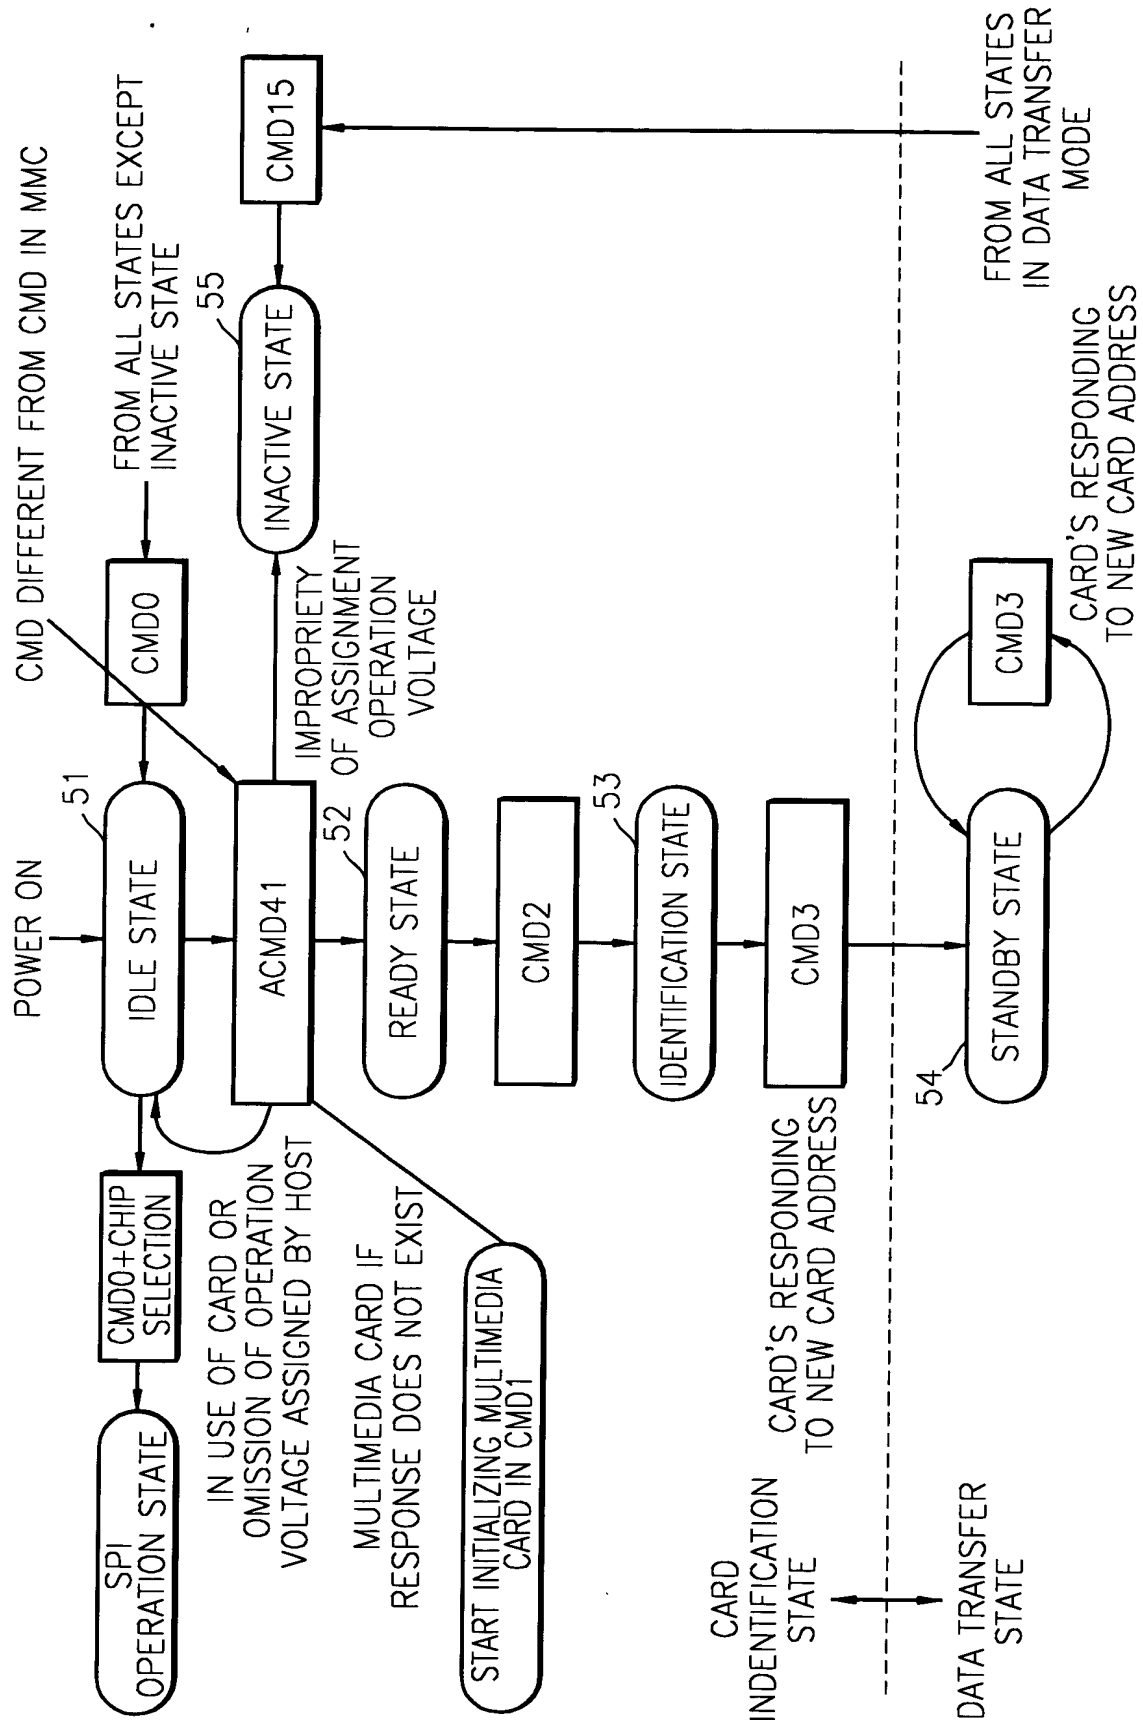 POWER ON
CMD DIFFERENT FROM CMD IN MMC
SPI
OPERATION STATE
CMD0+CHIP
SELECTION
IDLE STATE
51
CMD0
FROM ALL STATES EXCEPT
INACTIVE STATE
IN USE OF CARD OR
OMISSION OF OPERATION
VOLTAGE ASSIGNED BY HOST
ACMD41
IMPROPRIETY
OF ASSIGNMENT
OPERATION
VOLTAGE
INACTIVE STATE
55
CMD15
MULTIMEDIA CARD IF
RESPONSE DOES NOT EXIST
READY STATE
52
START INITIALIZING MULTIMEDIA
CARD IN CMD1
CMD2
IDENTIFICATION STATE
53
CARD'S RESPONDING
TO NEW CARD ADDRESS
CMD3
CARD
INDENTIFICATION
STATE
DATA TRANSFER
STATE
54
STANDBY STATE
CMD3
CARD'S RESPONDING
TO NEW CARD ADDRESS
FROM ALL STATES
IN DATA TRANSFER
MODE